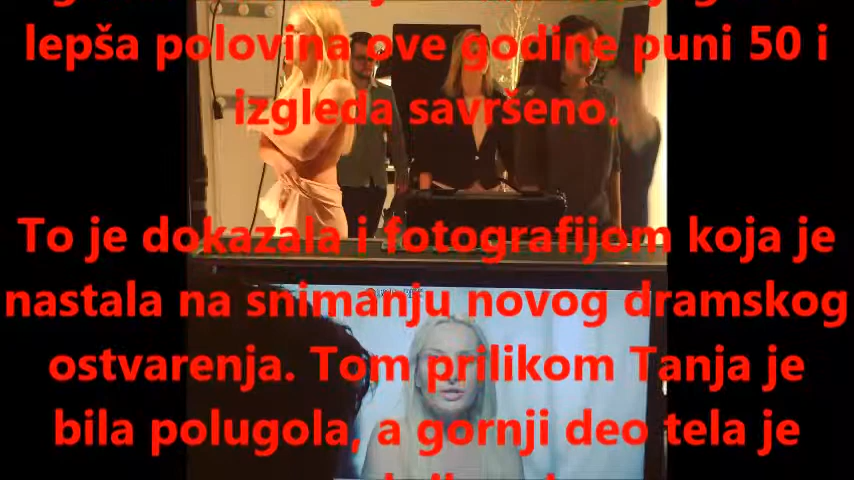 lepša polovina ove godine puni 50 i
izgleda savršeno.
To je dokazala i fotografijom koja je
nastala na snimanju novog dramskog
ostvarenja. Tom prilikom Tanja je
bila polugola, a gornji deo tela je